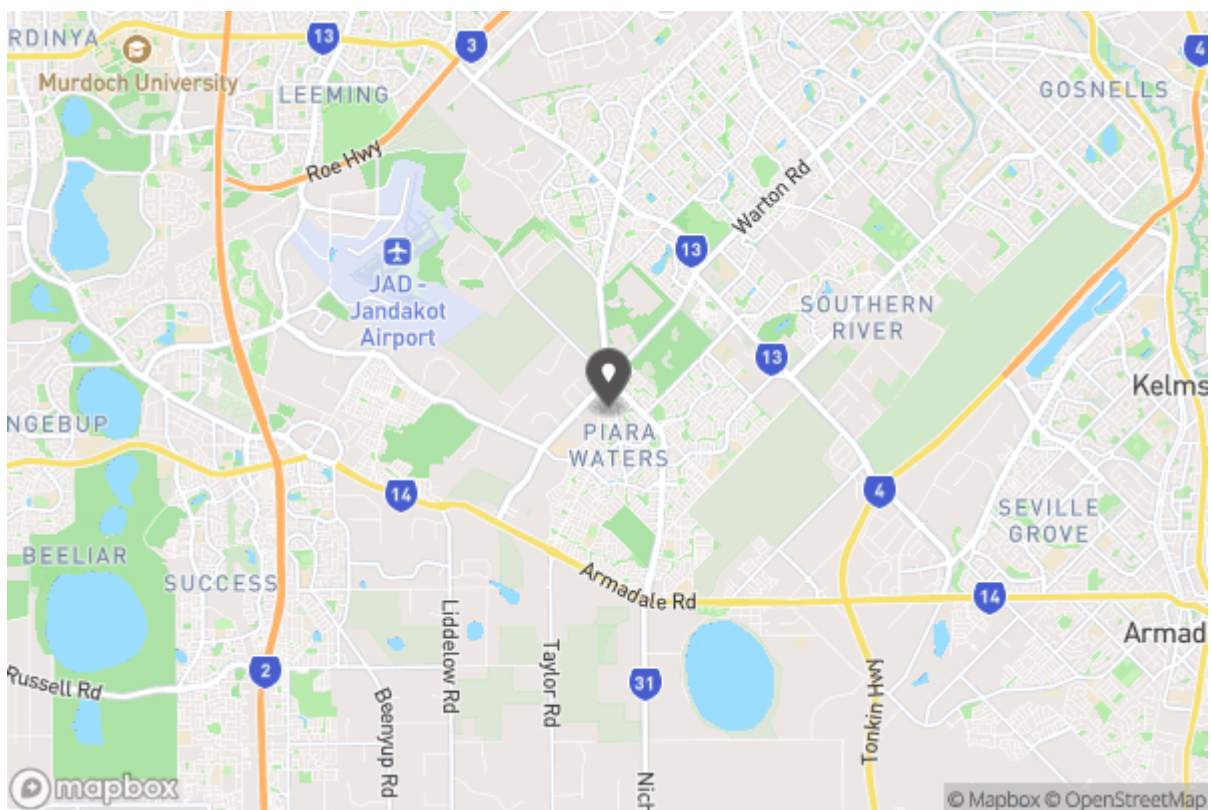 RDINYA
Murdoch University
13
3
4
LEEMING
GOSNELLS
Roe Hwy
Warton Rd
13
JAD -
Jandakot
Airport
SOUTHERN
RIVER
13
Kelms
NGEBUP
PIARA
WATERS
14
4
SEVILLE
GROVE
BEELIAR
SUCCESS
Armadale Rd
14
Liddelow Rd
Taylor Rd
Armad
Russell Rd
2
Beenyup Rd
31
Tonkin Hwy
Nich
mapbox
© Mapbox © OpenStreetMap